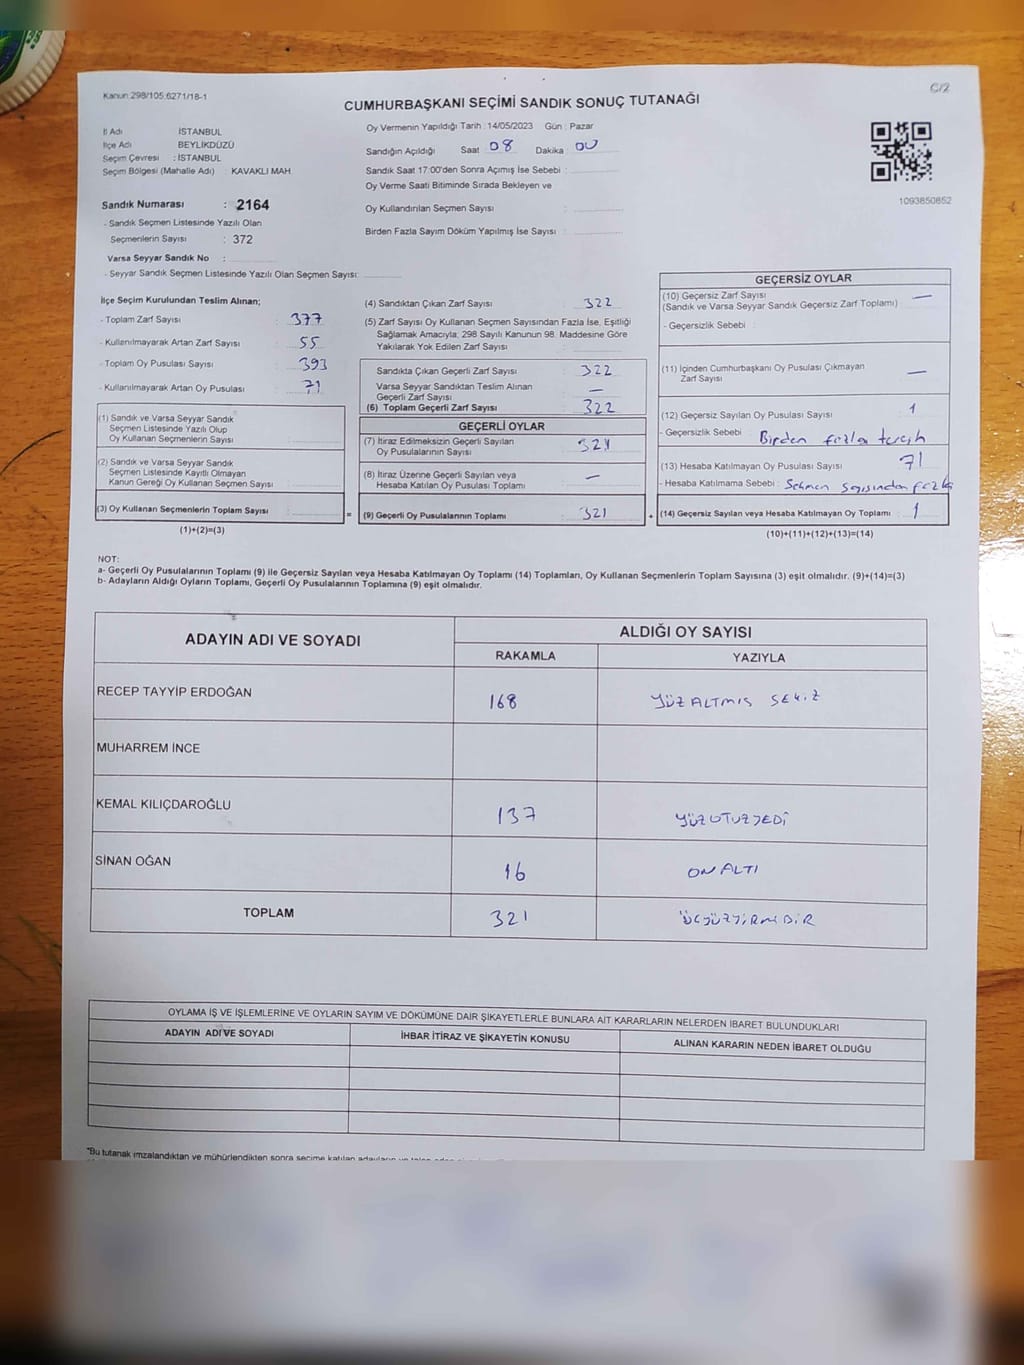 Kanun:298/105,6271/18-1
C/2
CUMHURBAŞKANI SEÇİMİ SANDIK SONUÇ TUTANAĞI
İl Adı İSTANBUL
İlçe Adı BEYLİKDÜZÜ
Seçim Çevresi : İSTANBUL
Seçim Bölgesi (Mahalle Adı) : KAVAKLI MAH
Sandık Numarası : 2164
- Sandık Seçmen Listesinde Yazılı Olan
Seçmenlerin Sayısı : 372
Varsa Seyyar Sandık No :
- Seyyar Sandık Seçmen Listesinde Yazılı Olan Seçmen Sayısı:
Oy Vermenin Yapıldığı Tarih : 14/05/2023 Gün : Pazar
Sandığın Açıldığı Saat 08 Dakika 00
Sandık Saat 17:00'den Sonra Açımış İse Sebebi :
Oy Verme Saati Bitiminde Sırada Bekleyen ve
Oy Kullandırılan Seçmen Sayısı :
Birden Fazla Sayım Döküm Yapılmış İse Sayısı :
1093850852
İlçe Seçim Kurulundan Teslim Alınan;
- Toplam Zarf Sayısı : 377
- Kullanılmayarak Artan Zarf Sayısı : 55
- Toplam Oy Pusulası Sayısı : 393
- Kullanılmayarak Artan Oy Pusulası : 71
(1) Sandık ve Varsa Seyyar Sandık
Seçmen Listesinde Yazılı Olup
Oy Kullanan Seçmenlerin Sayısı :
(2) Sandık ve Varsa Seyyar Sandık
Seçmen Listesinde Kayıtlı Olmayan
Kanun Gereği Oy Kullanan Seçmen Sayısı :
(3) Oy Kullanan Seçmenlerin Toplam Sayısı :
(1)+(2)=(3)
(4) Sandıktan Çıkan Zarf Sayısı : 322
(5) Zarf Sayısı Oy Kullanan Seçmen Sayısından Fazla İse, Eşitliği
Sağlamak Amacıyla; 298 Sayılı Kanunun 98. Maddesine Göre
Yakılarak Yok Edilen Zarf Sayısı :
Sandıkta Çıkan Geçerli Zarf Sayısı : 322
Varsa Seyyar Sandıktan Teslim Alınan
Geçerli Zarf Sayısı : —
(6) Toplam Geçerli Zarf Sayısı : 322
GEÇERLİ OYLAR
(7) İtiraz Edilmeksizin Geçerli Sayılan
Oy Pusulalarının Sayısı : 321
(8) İtiraz Üzerine Geçerli Sayılan veya
Hesaba Katılan Oy Pusulası Toplamı : —
= (9) Geçerli Oy Pusulalarının Toplamı : 321
GEÇERSİZ OYLAR
(10) Geçersiz Zarf Sayısı
(Sandık ve Varsa Seyyar Sandık Geçersiz Zarf Toplamı) : —
- Geçersizlik Sebebi :
(11) İçinden Cumhurbaşkanı Oy Pusulası Çıkmayan
Zarf Sayısı : —
(12) Geçersiz Sayılan Oy Pusulası Sayısı : 1
- Geçersizlik Sebebi : Birden fazla tercih
(13) Hesaba Katılmayan Oy Pusulası Sayısı : 71
- Hesaba Katılmama Sebebi : Seçmen sayısından fazla
+ (14) Geçersiz Sayılan veya Hesaba Katılmayan Oy Toplamı : 1
(10)+(11)+(12)+(13)=(14)
NOT:
a- Geçerli Oy Pusulalarının Toplamı (9) ile Geçersiz Sayılan veya Hesaba Katılmayan Oy Toplamı (14) Toplamları, Oy Kullanan Seçmenlerin Toplam Sayısına (3) eşit olmalıdır. (9)+(14)=(3)
b- Adayların Aldığı Oyların Toplamı, Geçerli Oy Pusulalarının Toplamına (9) eşit olmalıdır.
ADAYIN ADI VE SOYADI ALDIĞI OY SAYISI
RAKAMLA YAZIYLA
RECEP TAYYİP ERDOĞAN 168 YÜZ ALTMIŞ SEKİZ
MUHARREM İNCE
KEMAL KILIÇDAROĞLU 137 YÜZOTUZYEDİ
SİNAN OĞAN 16 ON ALTI
TOPLAM 321 ÜÇYÜZYİRMİBİR
OYLAMA İŞ VE İŞLEMLERİNE VE OYLARIN SAYIM VE DÖKÜMÜNE DAİR ŞİKAYETLERLE BUNLARA AİT KARARLARIN NELERDEN İBARET BULUNDUKLARI
ADAYIN ADI VE SOYADI İHBAR İTİRAZ VE ŞİKAYETİN KONUSU ALINAN KARARIN NEDEN İBARET OLDUĞU
*Bu tutanak imzalandıktan ve mühürlendikten sonra seçime katılan